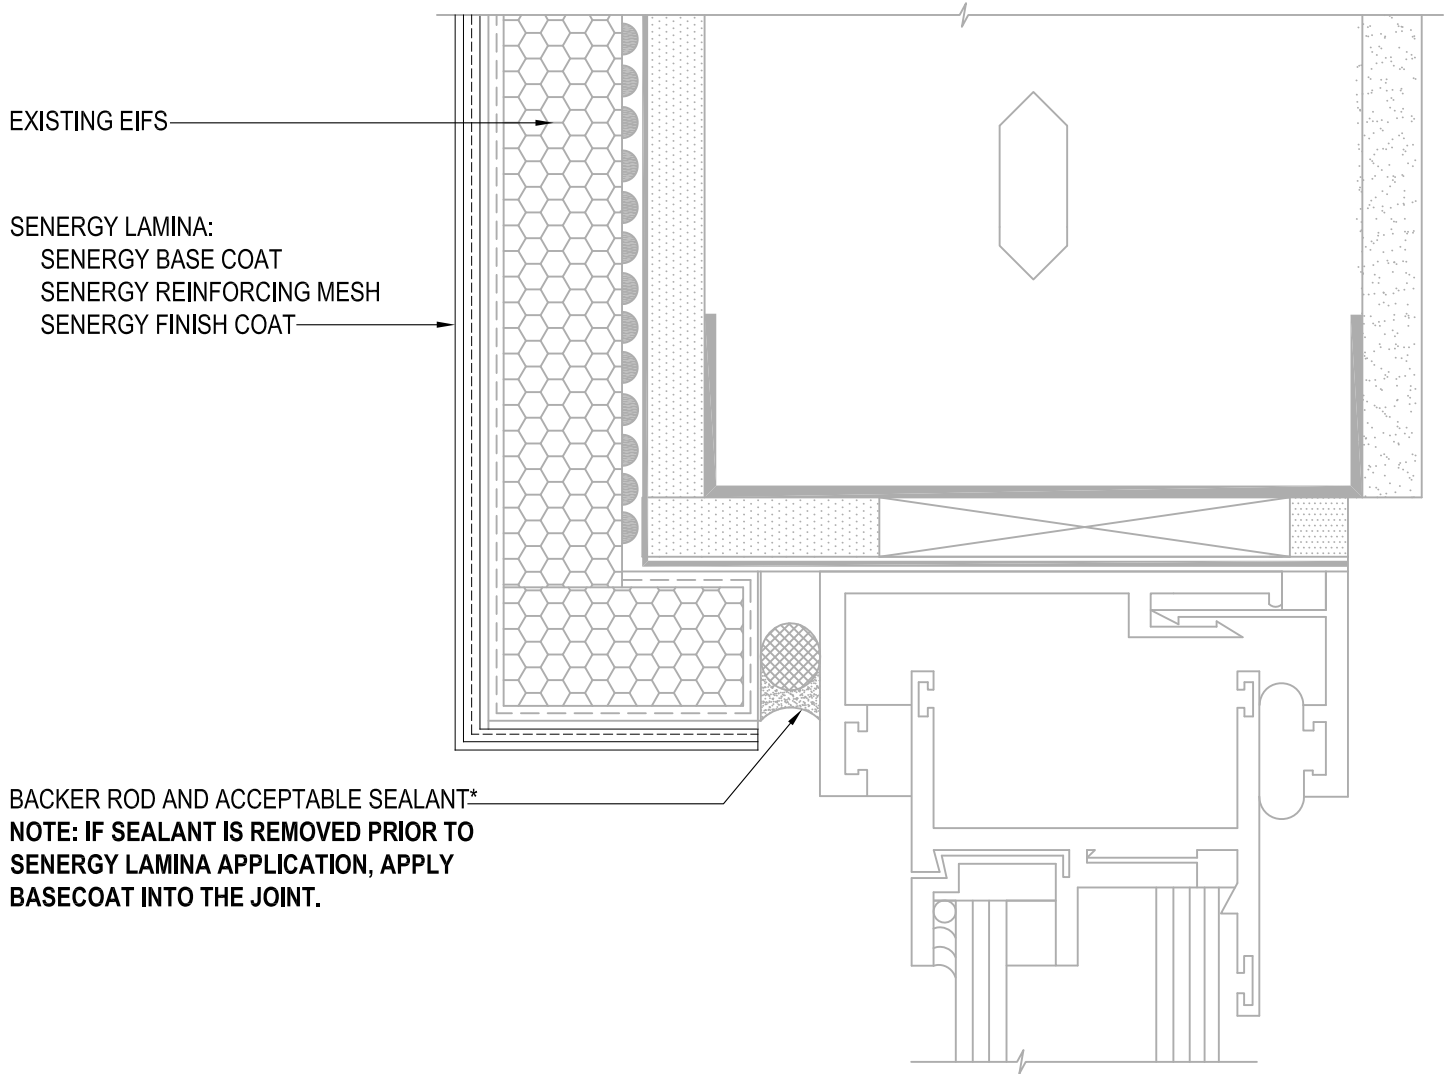 EXISTING EIFS
SENERGY LAMINA:
SENERGY BASE COAT
SENERGY REINFORCING MESH
SENERGY FINISH COAT
BACKER ROD AND ACCEPTABLE SEALANT*
NOTE: IF SEALANT IS REMOVED PRIOR TO
SENERGY LAMINA APPLICATION, APPLY
BASECOAT INTO THE JOINT.